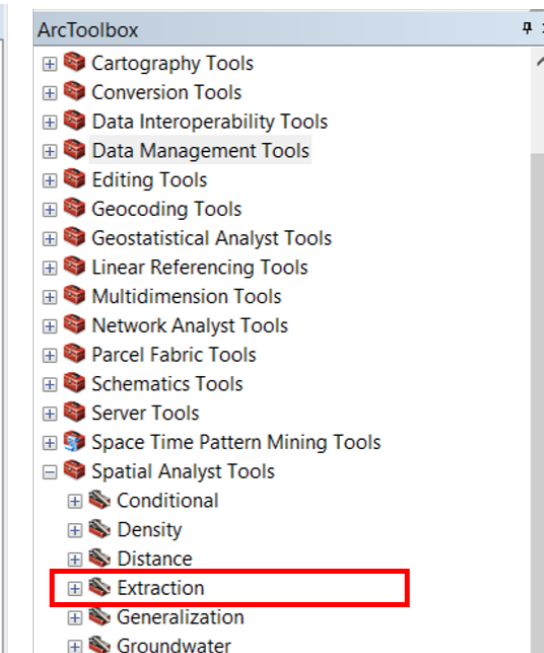 ArcToolbox
Cartography Tools
Conversion Tools
Data Interoperability Tools
Data Management Tools
Editing Tools
Geocoding Tools
Geostatistical Analyst Tools
Linear Referencing Tools
Multidimension Tools
Network Analyst Tools
Parcel Fabric Tools
Schematics Tools
Server Tools
Space Time Pattern Mining Tools
Spatial Analyst Tools
Conditional
Density
Distance
Extraction
Generalization
Groundwater